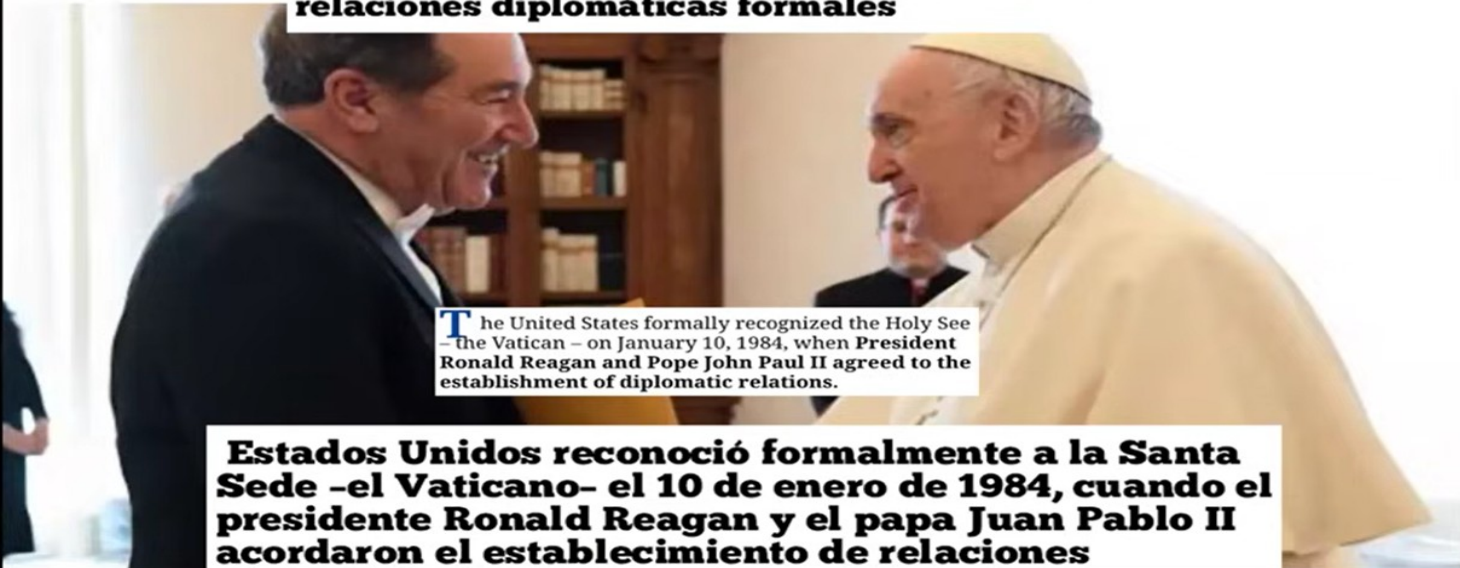 relaciones diplomáticas formales
The United States formally recognized the Holy See
– the Vatican – on January 10, 1984, when President
Ronald Reagan and Pope John Paul II agreed to the
establishment of diplomatic relations.
Estados Unidos reconoció formalmente a la Santa
Sede –el Vaticano– el 10 de enero de 1984, cuando el
presidente Ronald Reagan y el papa Juan Pablo II
acordaron el establecimiento de relaciones